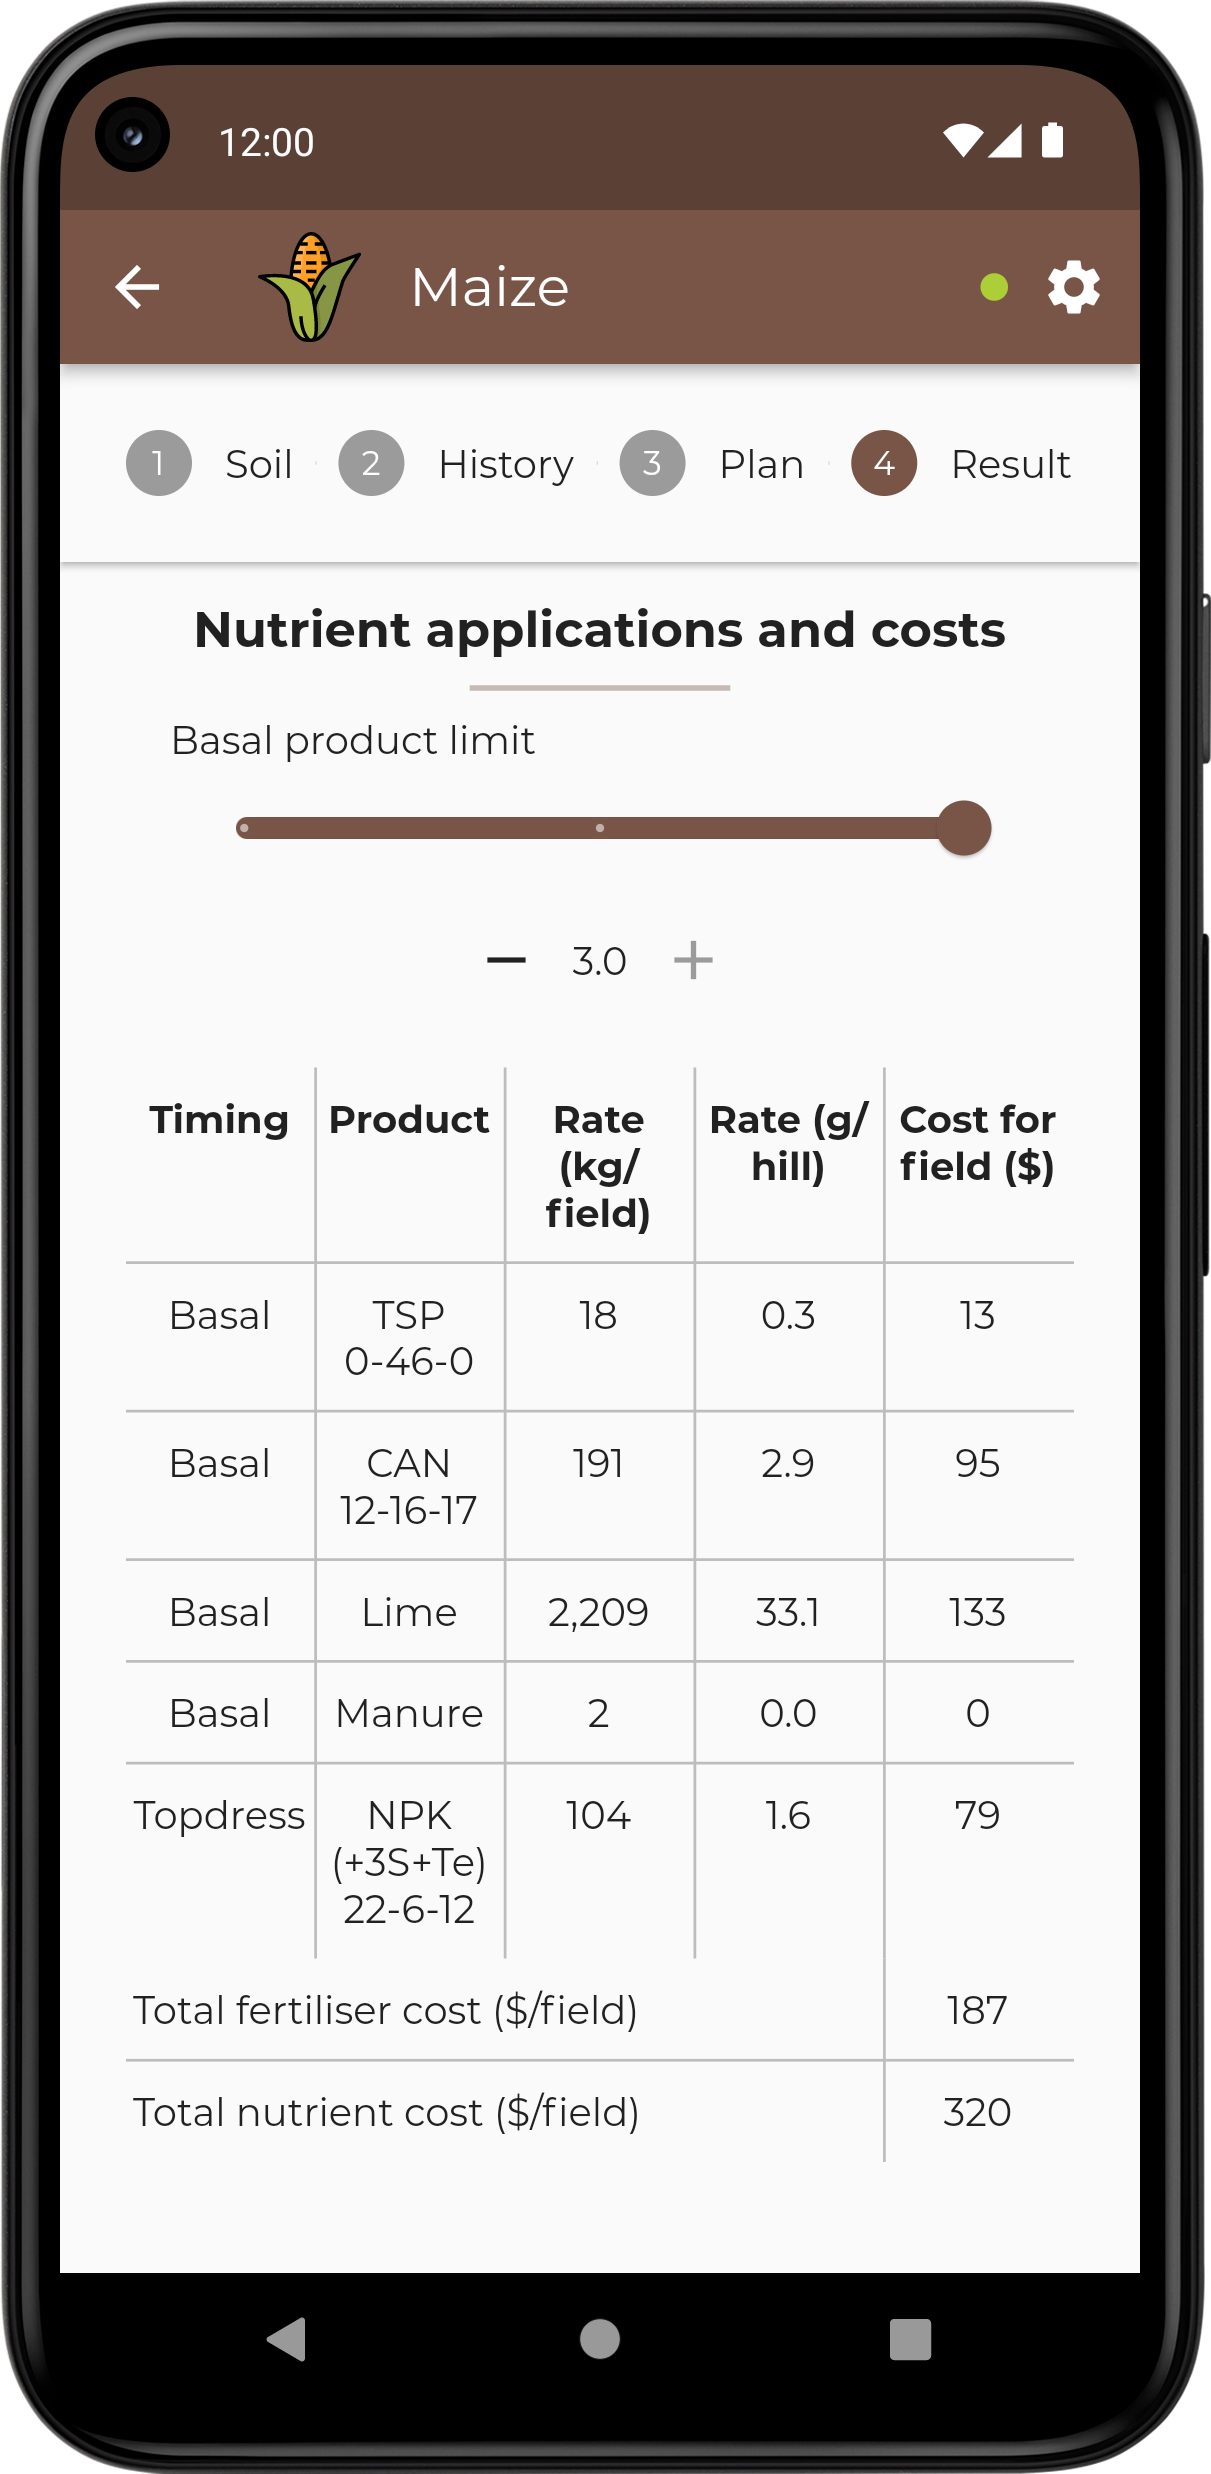 12:00
Maize
1 Soil 2 History 3 Plan 4 Result
Nutrient applications and costs
Basal product limit
3.0
Timing Product Rate (kg/field) Rate (g/hill) Cost for field ($)
Basal TSP 0-46-0 18 0.3 13
Basal CAN 12-16-17 191 2.9 95
Basal Lime 2,209 33.1 133
Basal Manure 2 0.0 0
Topdress NPK (+3S+Te) 22-6-12 104 1.6 79
Total fertiliser cost ($/field) 187
Total nutrient cost ($/field) 320